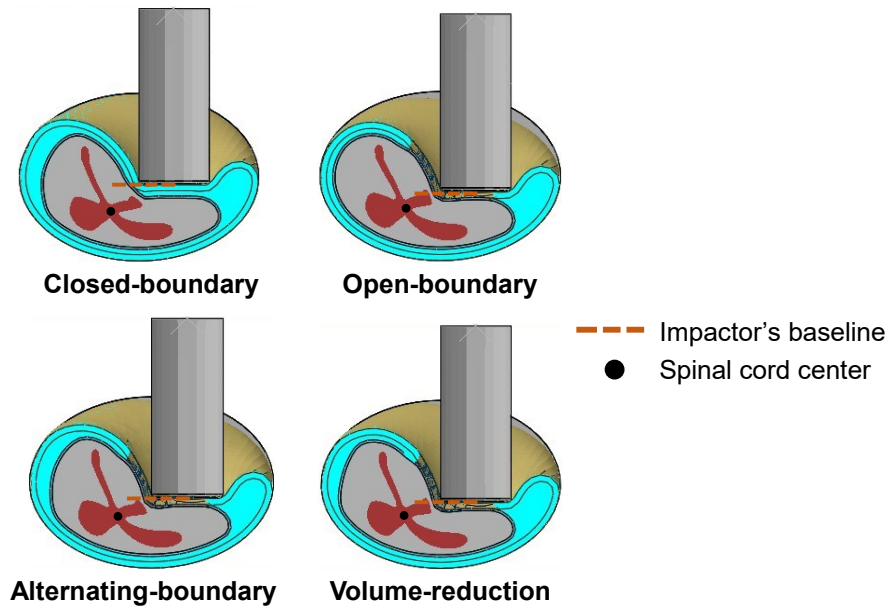 Closed-boundary
Open-boundary
Impactor's baseline
Spinal cord center
Alternating-boundary
Volume-reduction